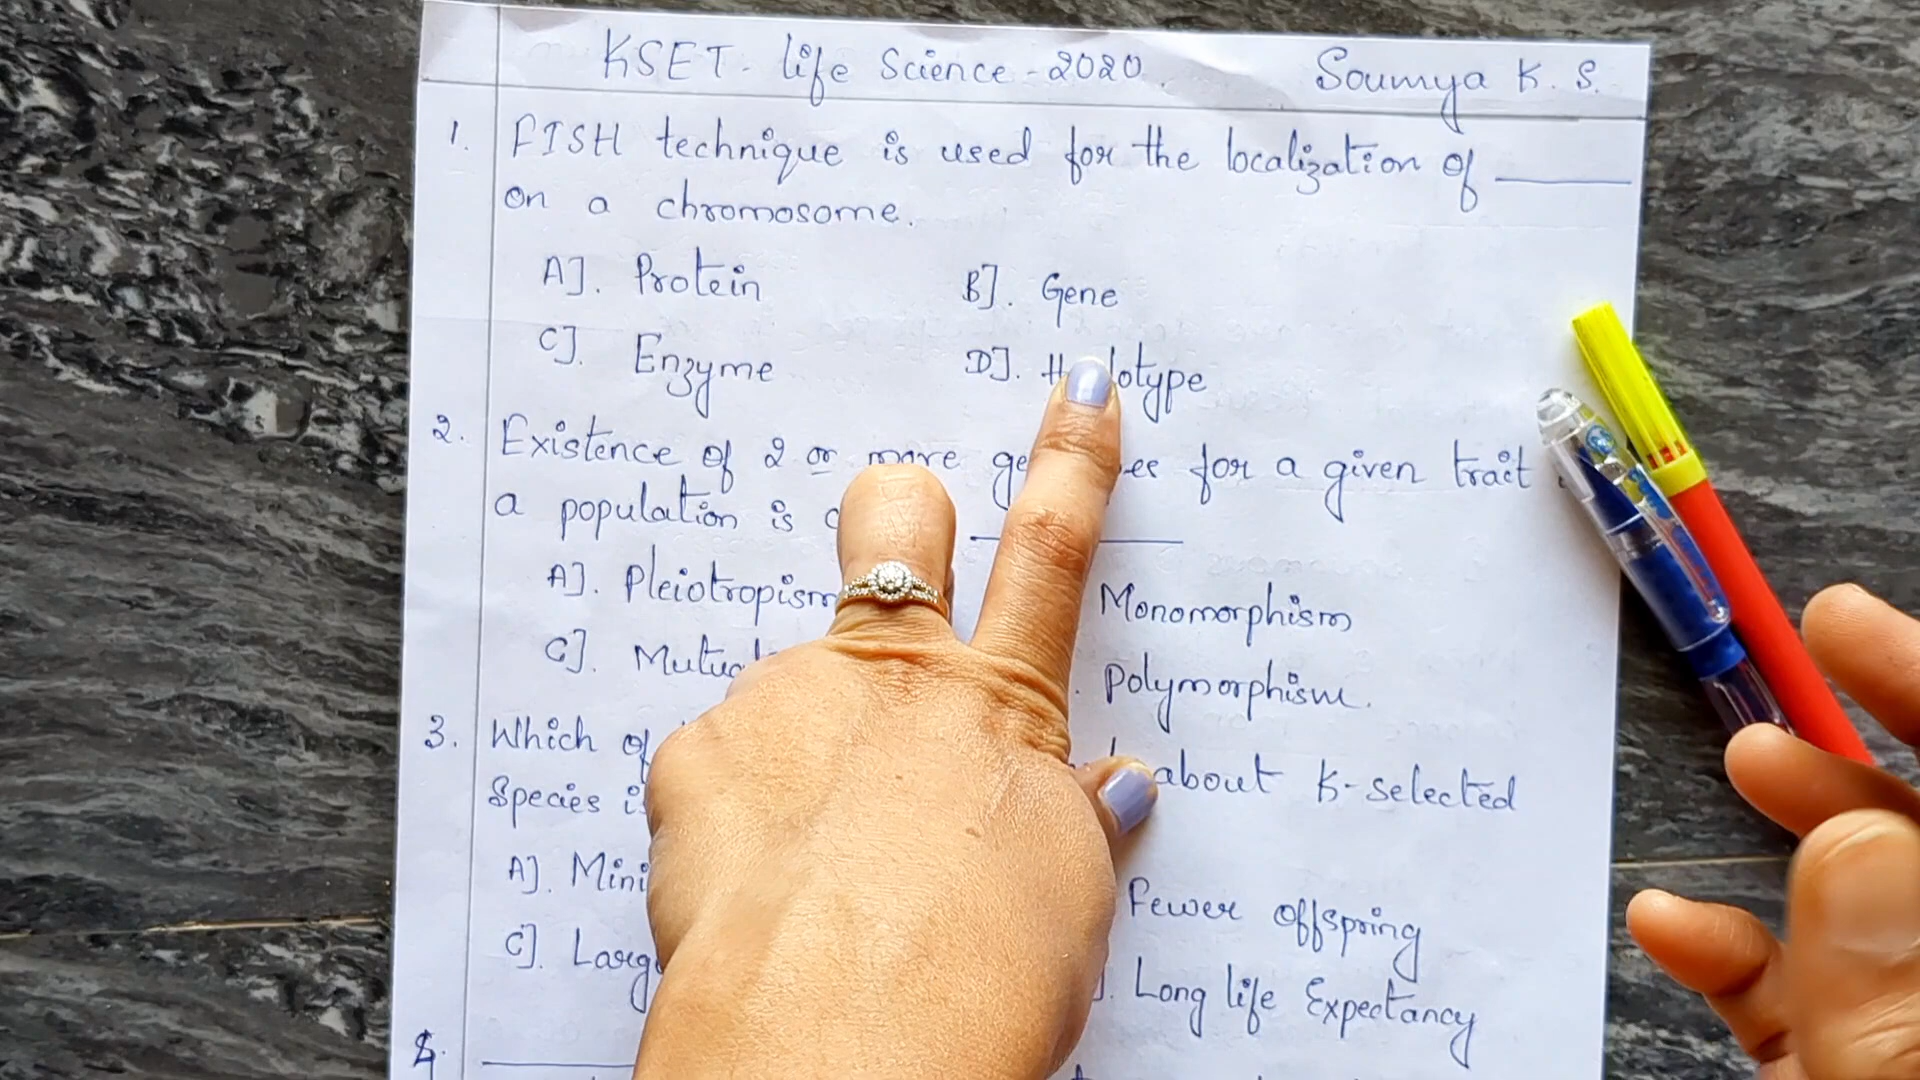 KSET - life Science - 2020 Soumya K. S.
1. FISH technique is used for the localization of ______
on a chromosome.
A]. Protein B]. Gene
C]. Enzyme D].
2. Existence of 2 or more for a given trait
a population is ______
A]. Pleiotropism Monomorphism
C]. Polymorphism.
3. Which of about K-selected
Species
A]. Fewer offspring
C]. Long life Expectancy